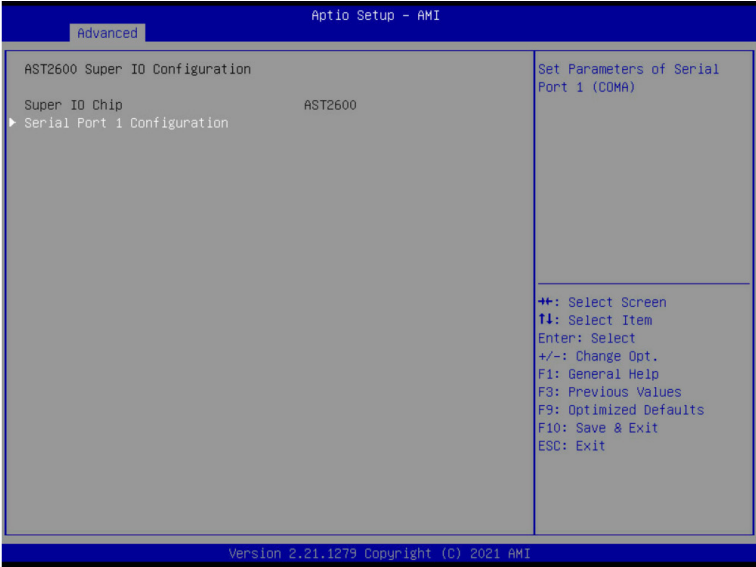 Aptio Setup – AMI
Advanced
AST2600 Super IO Configuration
Super IO Chip AST2600
▶ Serial Port 1 Configuration
Set Parameters of Serial
Port 1 (COMA)
→←: Select Screen
↑↓: Select Item
Enter: Select
+/-: Change Opt.
F1: General Help
F3: Previous Values
F9: Optimized Defaults
F10: Save & Exit
ESC: Exit
Version 2.21.1279 Copyright (C) 2021 AMI